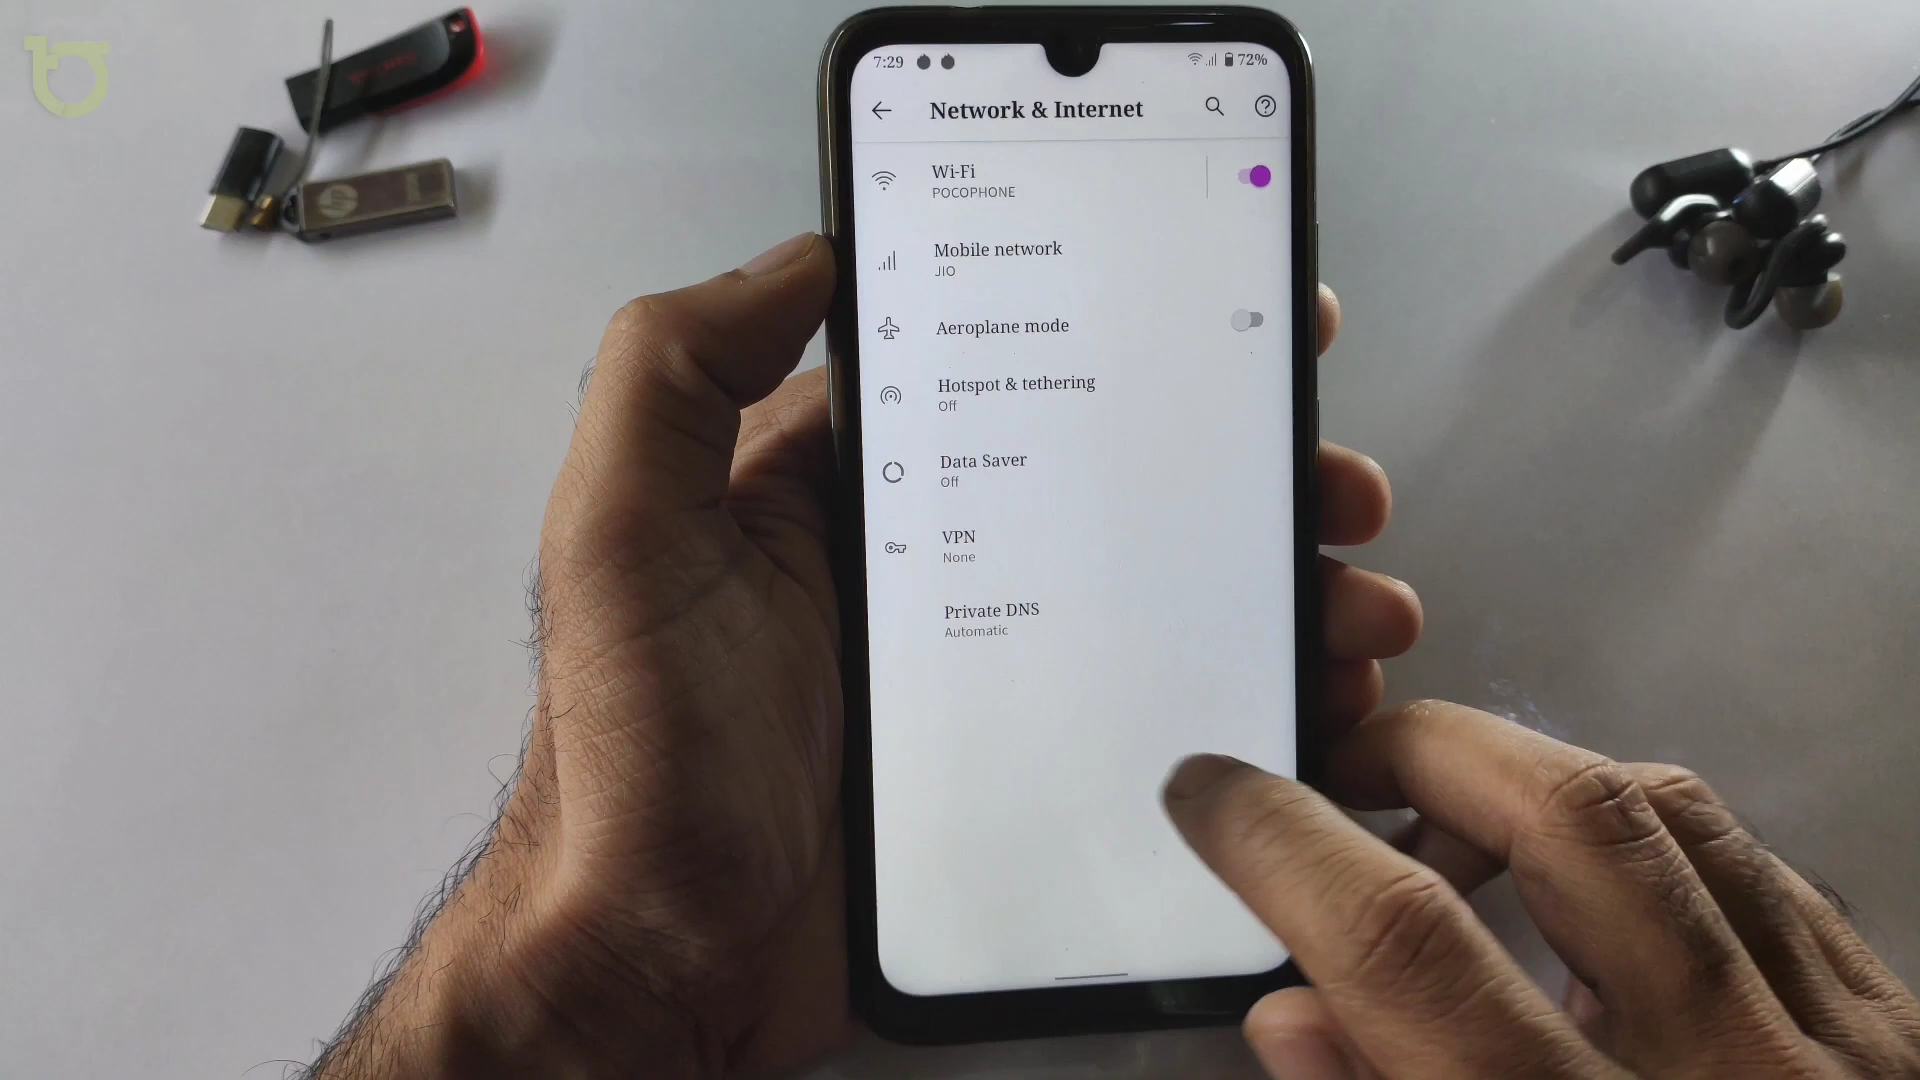 7:29
72%
Network & Internet
Wi-Fi
POCOPHONE
Mobile network
JIO
Aeroplane mode
Hotspot & tethering
Off
Data Saver
Off
VPN
None
Private DNS
Automatic
hp